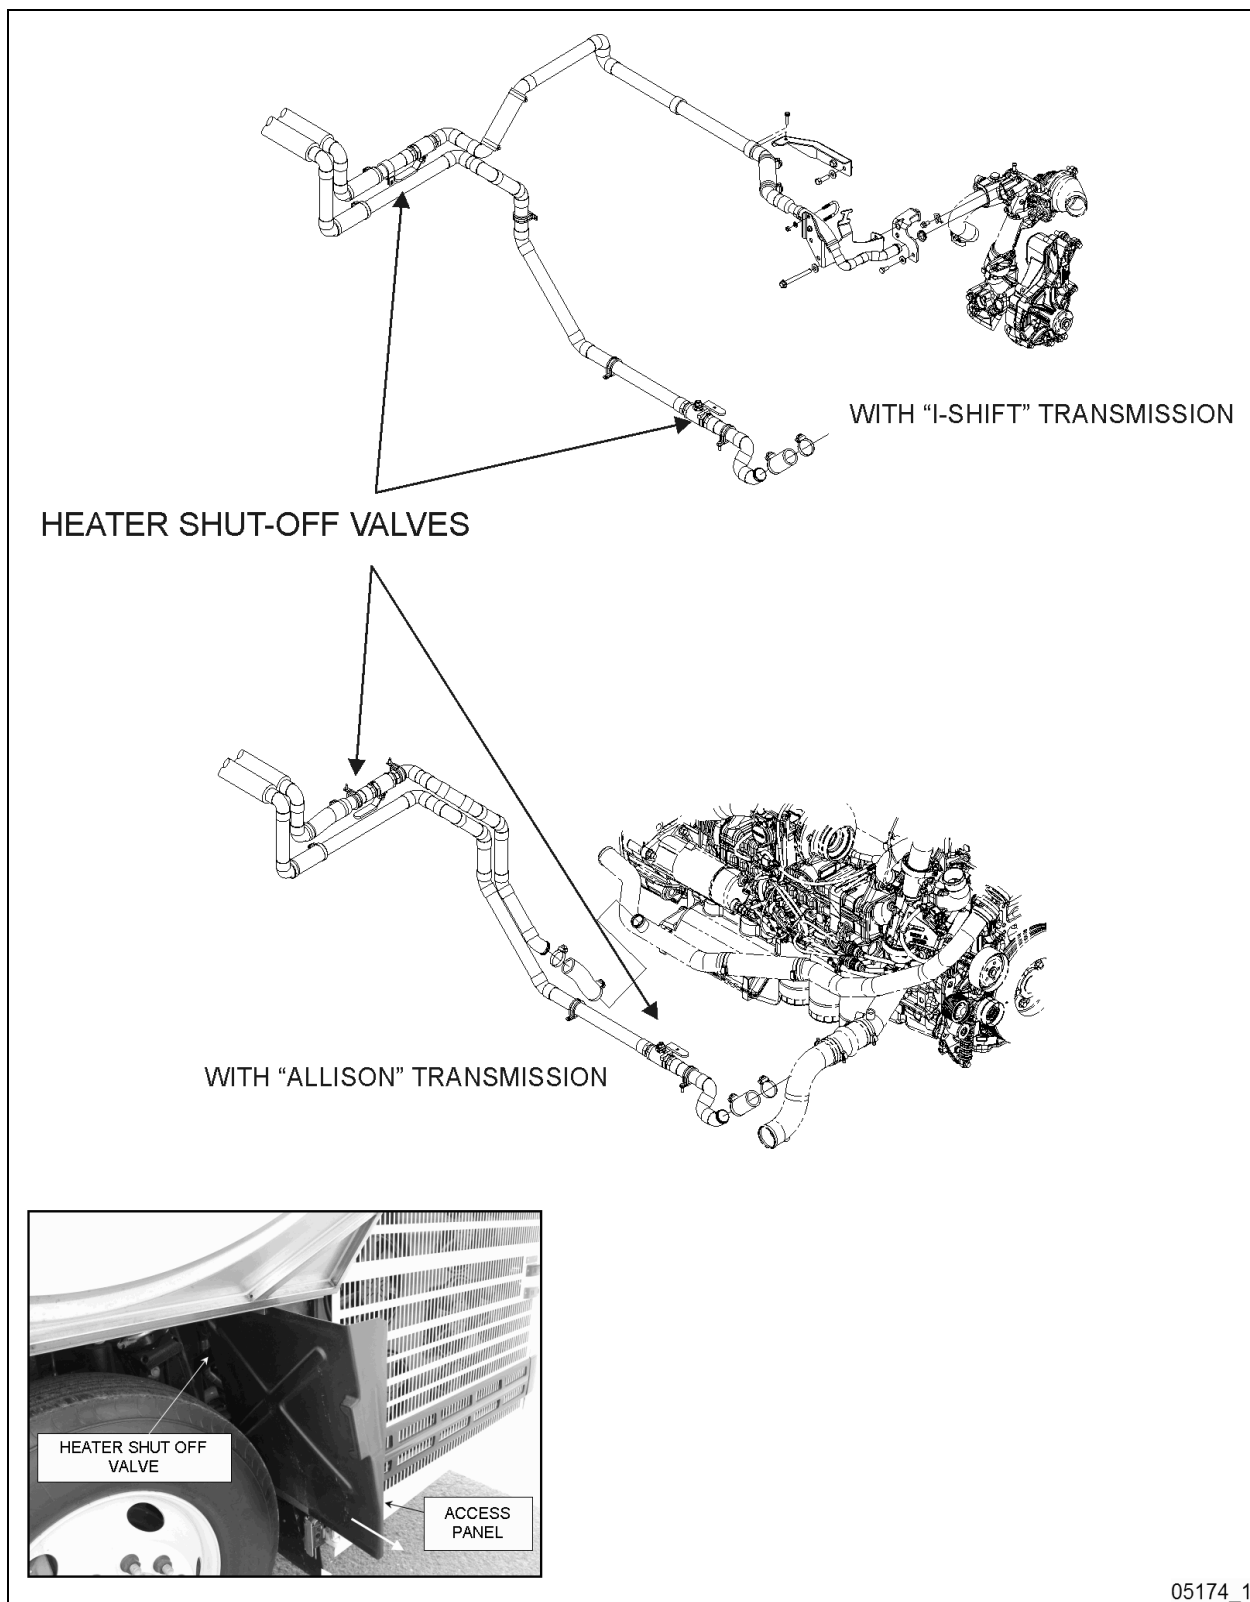 WITH “I-SHIFT” TRANSMISSION
HEATER SHUT-OFF VALVES
WITH “ALLISON” TRANSMISSION
HEATER SHUT OFF
VALVE
ACCESS
PANEL
05174_1